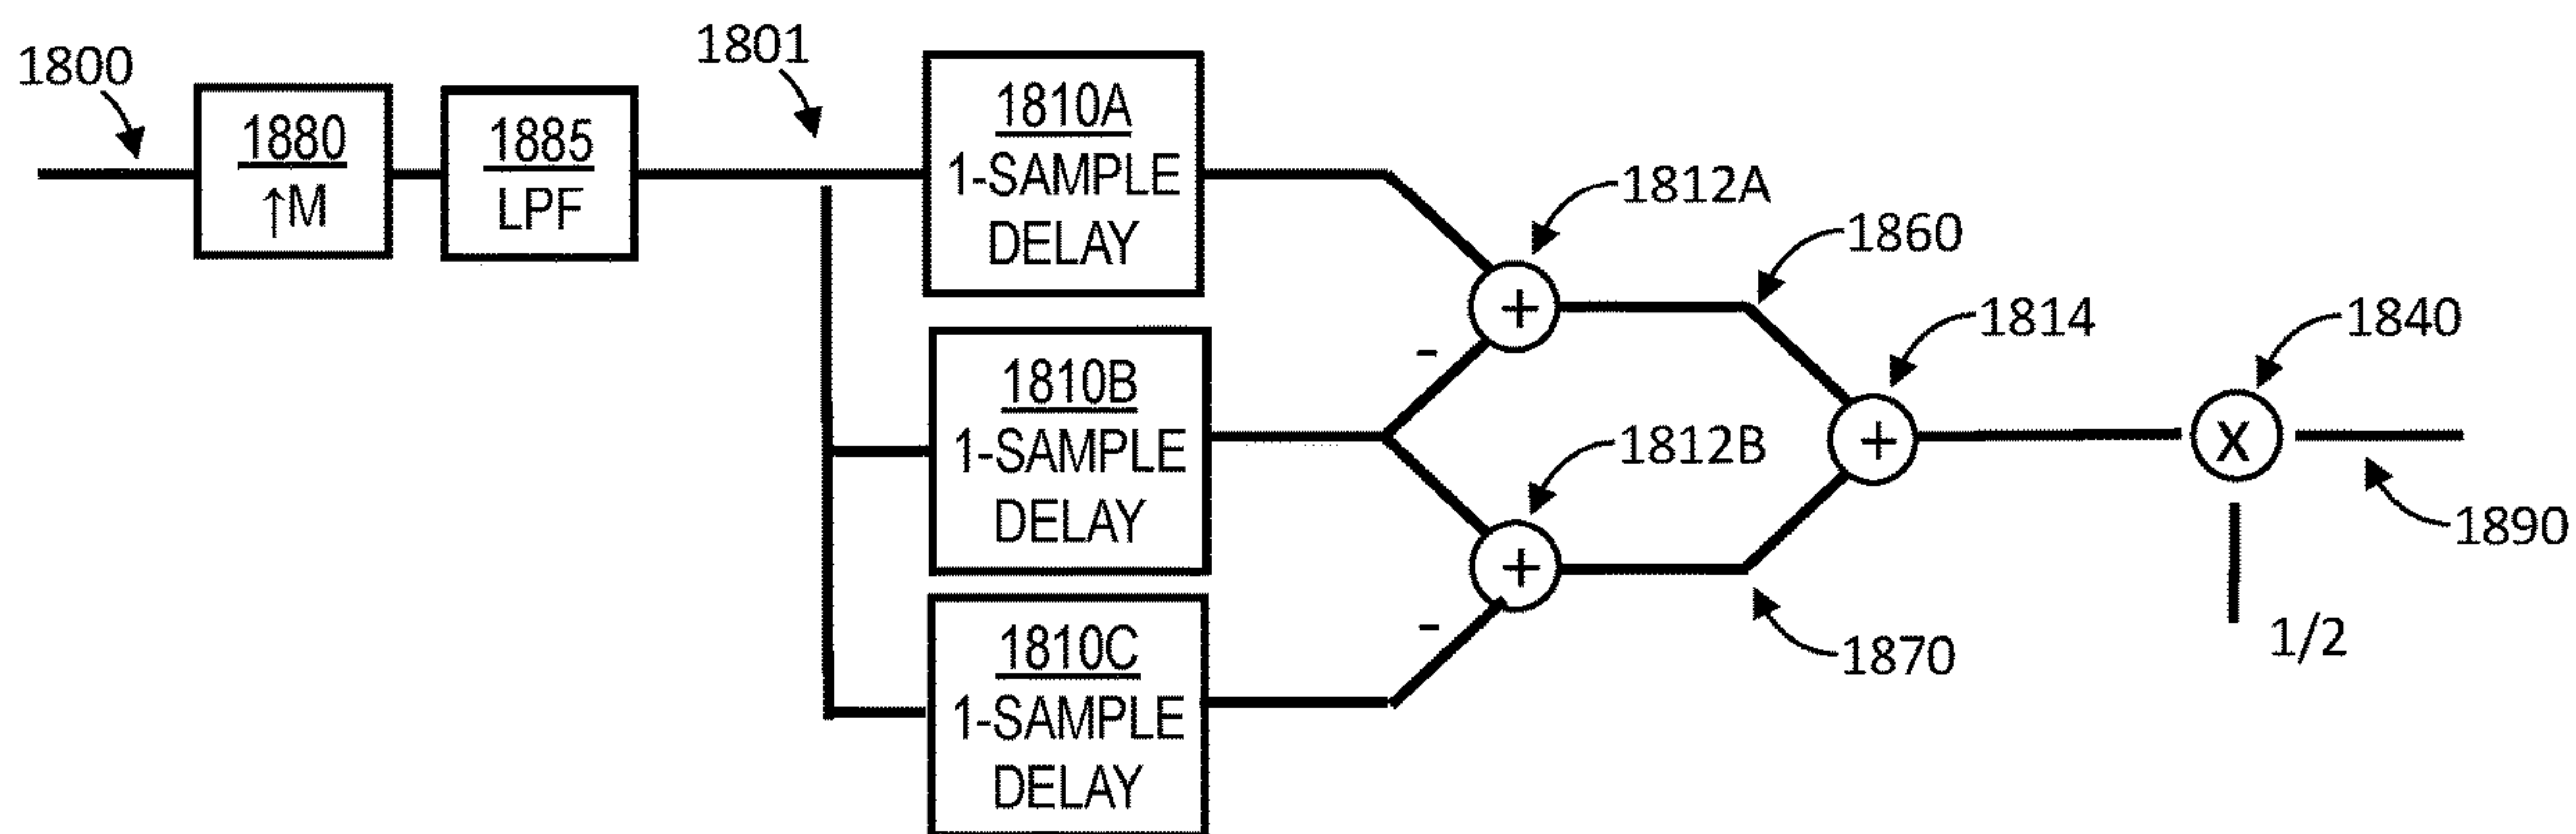 1800
1801
1880
↑M
1885
LPF
1810A
1-SAMPLE
DELAY
1812A
1860
+
1814
1840
-
1810B
1-SAMPLE
DELAY
1812B
+
X
1890
+
-
1870
1/2
1810C
1-SAMPLE
DELAY